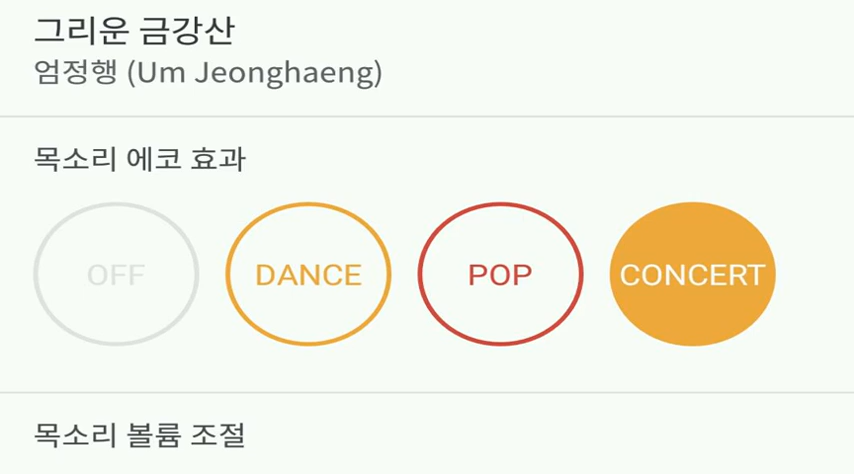 그리운 금강산
엄정행 (Um Jeonghaeng)
목소리 에코 효과
OFF DANCE POP CONCERT
목소리 볼륨 조절